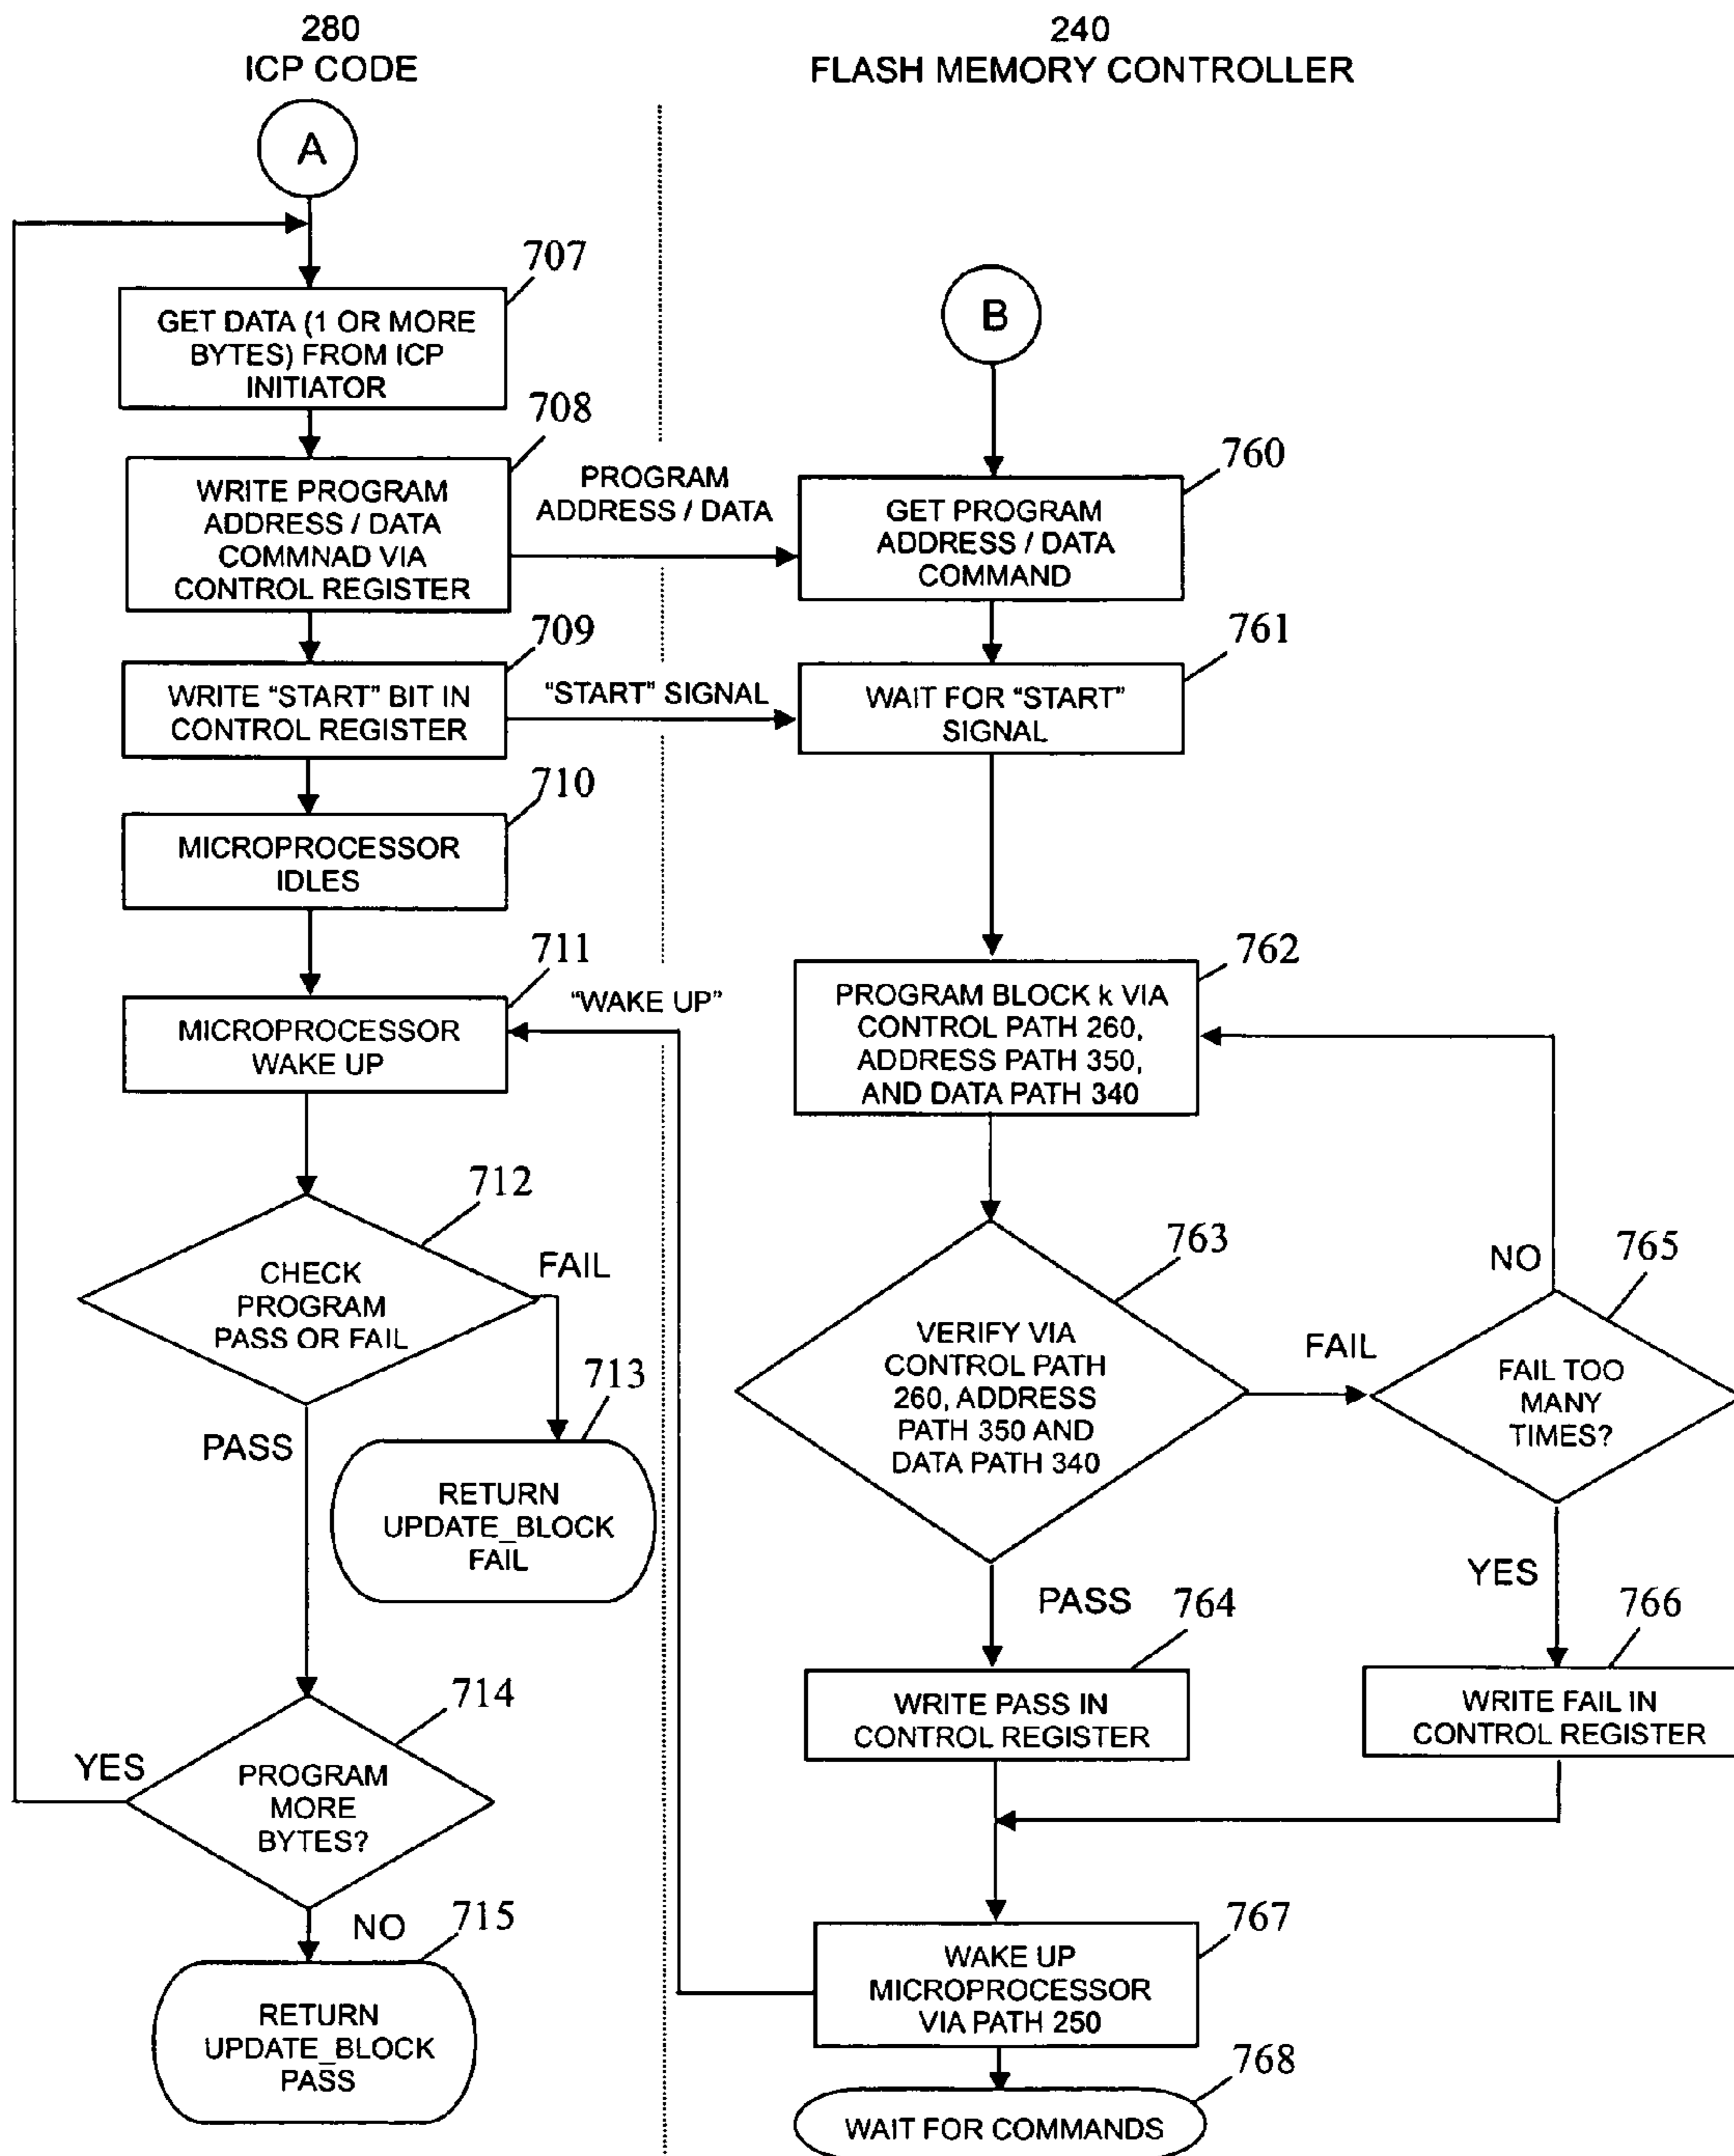 280
ICP CODE
240
FLASH MEMORY CONTROLLER
A
707
GET DATA (1 OR MORE
BYTES) FROM ICP
INITIATOR
B
708
WRITE PROGRAM
ADDRESS / DATA
COMMNAD VIA
CONTROL REGISTER
PROGRAM
ADDRESS / DATA
760
GET PROGRAM
ADDRESS / DATA
COMMAND
709
WRITE "START" BIT IN
CONTROL REGISTER
"START" SIGNAL
761
WAIT FOR "START"
SIGNAL
710
MICROPROCESSOR
IDLES
711
MICROPROCESSOR
WAKE UP
"WAKE UP"
762
PROGRAM BLOCK k VIA
CONTROL PATH 260,
ADDRESS PATH 350,
AND DATA PATH 340
712
CHECK
PROGRAM
PASS OR FAIL
FAIL
713
RETURN
UPDATE_BLOCK
FAIL
PASS
763
VERIFY VIA
CONTROL PATH
260, ADDRESS
PATH 350 AND
DATA PATH 340
FAIL
NO
765
FAIL TOO
MANY
TIMES?
YES
PASS
764
WRITE PASS IN
CONTROL REGISTER
766
WRITE FAIL IN
CONTROL REGISTER
714
PROGRAM
MORE
BYTES?
YES
NO
715
RETURN
UPDATE_BLOCK
PASS
767
WAKE UP
MICROPROCESSOR
VIA PATH 250
768
WAIT FOR COMMANDS